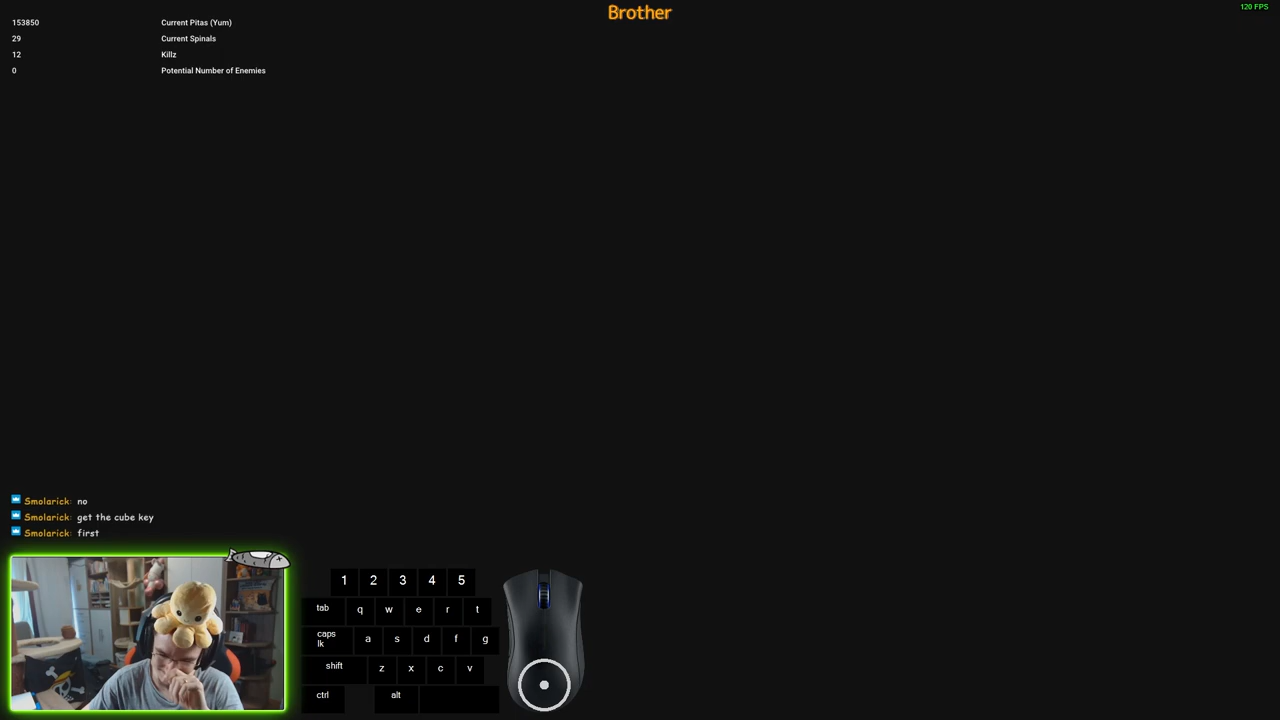 Brother
120 FPS
153850 Current Pitas (Yum)
29 Current Spinals
12 Killz
0 Potential Number of Enemies
Smolarick: no
Smolarick: get the cube key
Smolarick: first
1 2 3 4 5
tab q w e r t
caps lk a s d f g
shift z x c v
ctrl alt